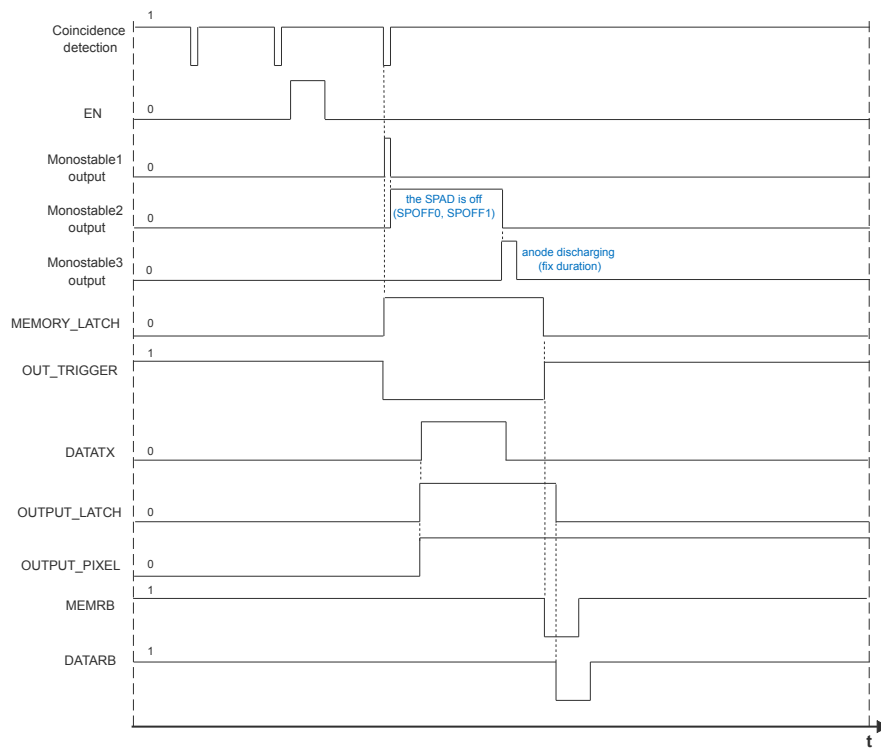 1
Coincidence
detection
EN
0
Monostable1
output
0
Monostable2
output
0
the SPAD is off
(SPOFF0, SPOFF1)
Monostable3
output
0
anode discharging
(fix duration)
MEMORY_LATCH
0
1
OUT_TRIGGER
DATATX
0
OUTPUT_LATCH
0
OUTPUT_PIXEL
0
1
MEMRB
1
DATARB
t